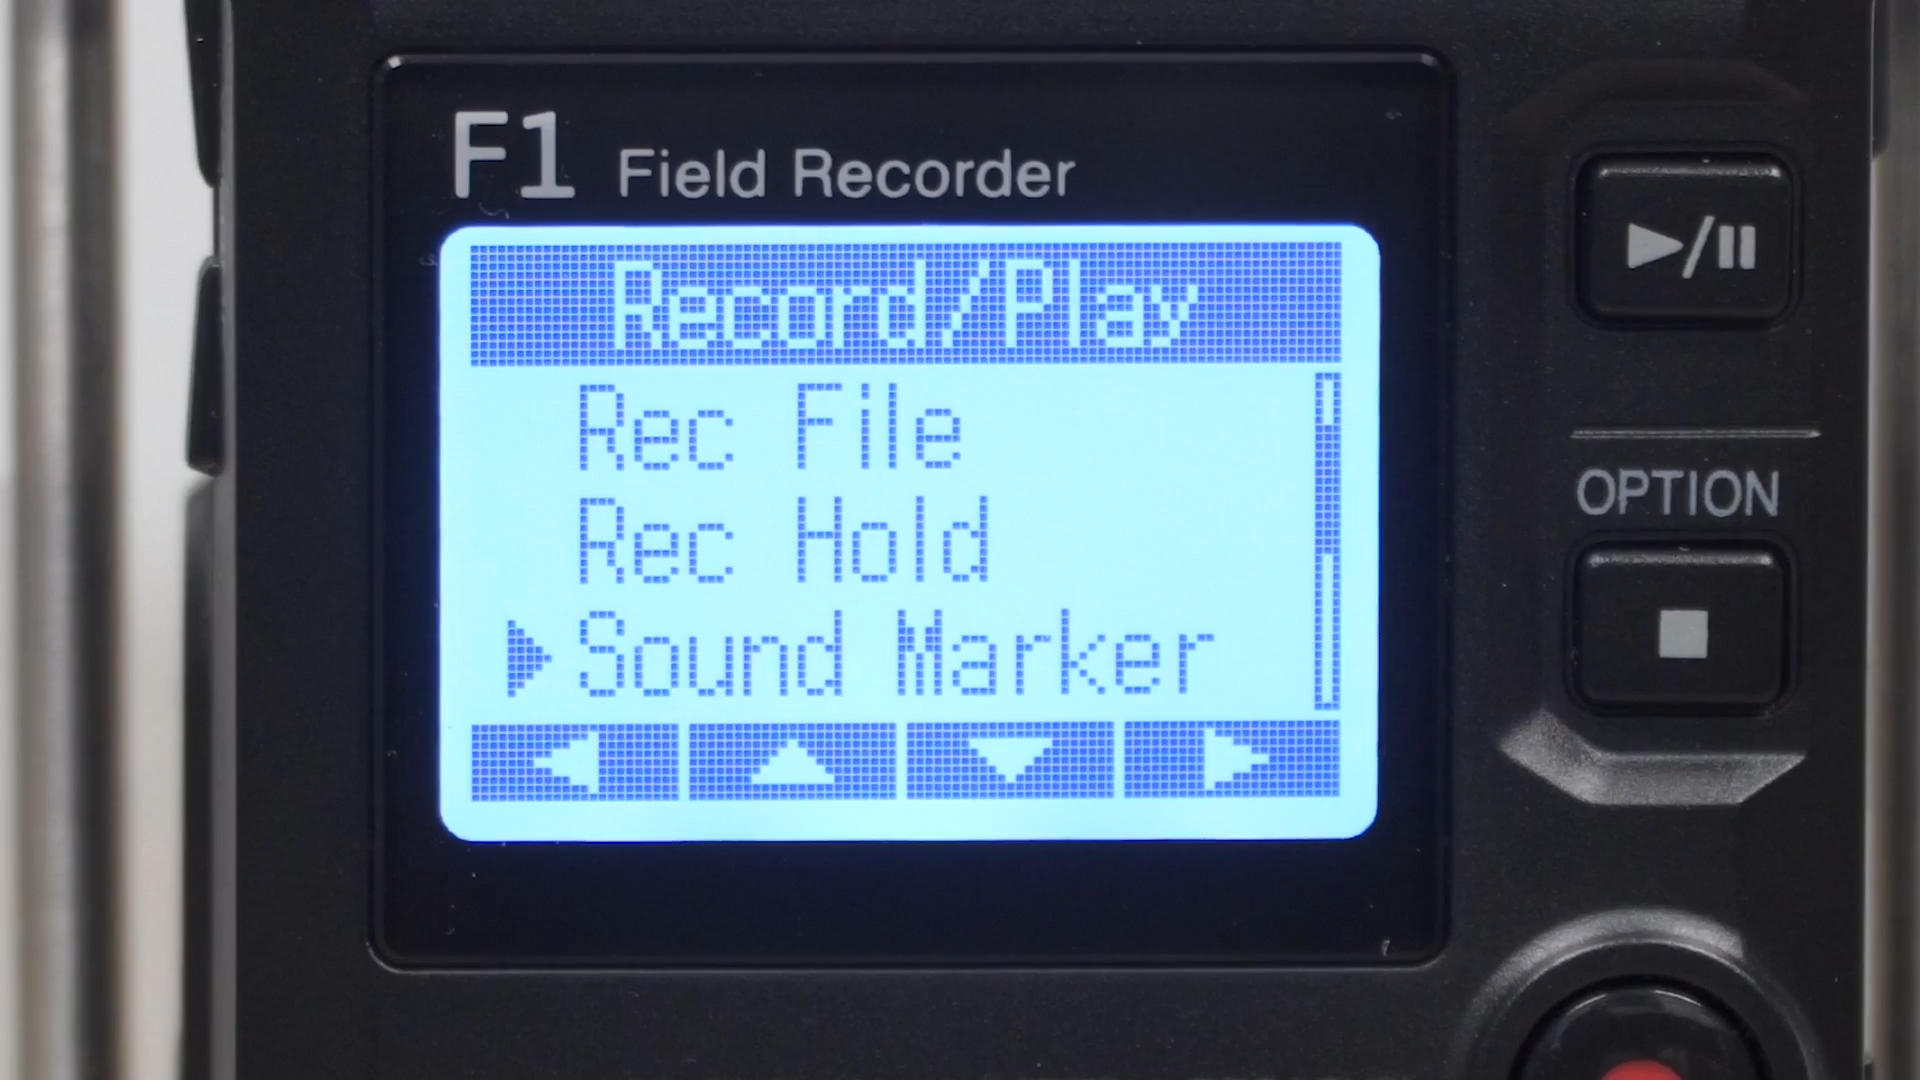 F1 Field Recorder
Record/Play
Rec File
Rec Hold
Sound Marker
OPTION